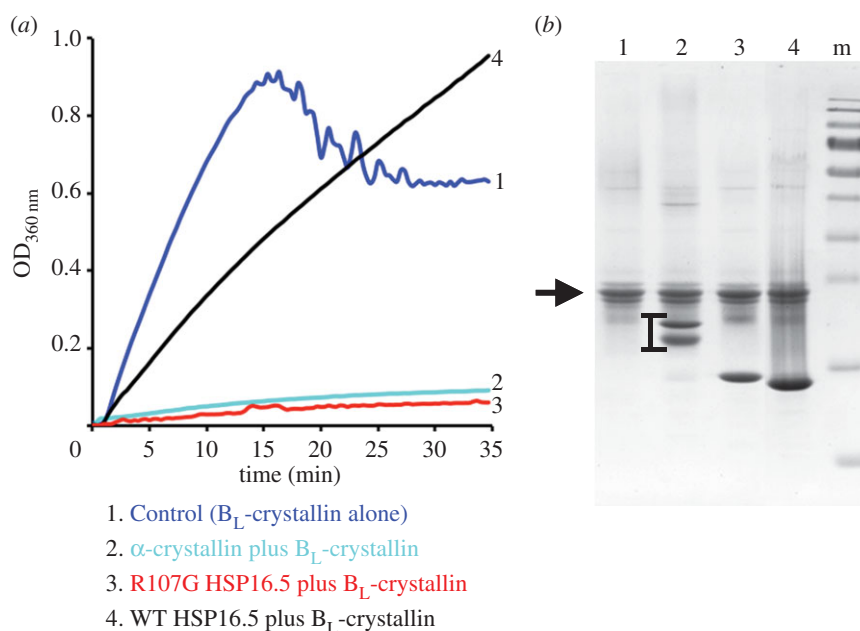 (a)
1.0
0.8
0.6
0.4
0.2
0
5
10
15
20
25
30
35
OD360 nm
time (min)
4
1
2
3
1. Control (BL-crystallin alone)
2. α-crystallin plus BL-crystallin
3. R107G HSP16.5 plus BL-crystallin
4. WT HSP16.5 plus BL-crystallin
(b)
1 2 3 4 m